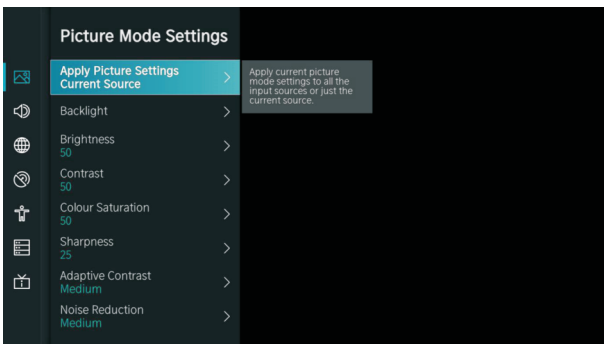 Picture Mode Settings
Apply Picture Settings
Current Source
Apply current picture
mode settings to all the
input sources or just the
current source.
Backlight
Brightness
50
Contrast
50
Colour Saturation
50
Sharpness
25
Adaptive Contrast
Medium
Noise Reduction
Medium